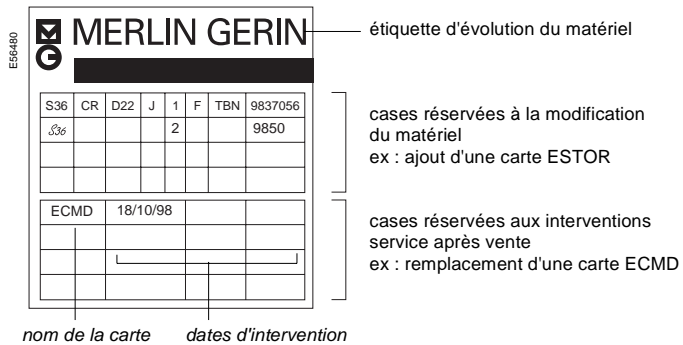 E56480
MERLIN GERIN
étiquette d'évolution du matériel
S36 CR D22 J 1 F TBN 9837056
S36 2 9850
cases réservées à la modification
du matériel
ex : ajout d'une carte ESTOR
ECMD 18/10/98
cases réservées aux interventions
service après vente
ex : remplacement d'une carte ECMD
nom de la carte dates d'intervention